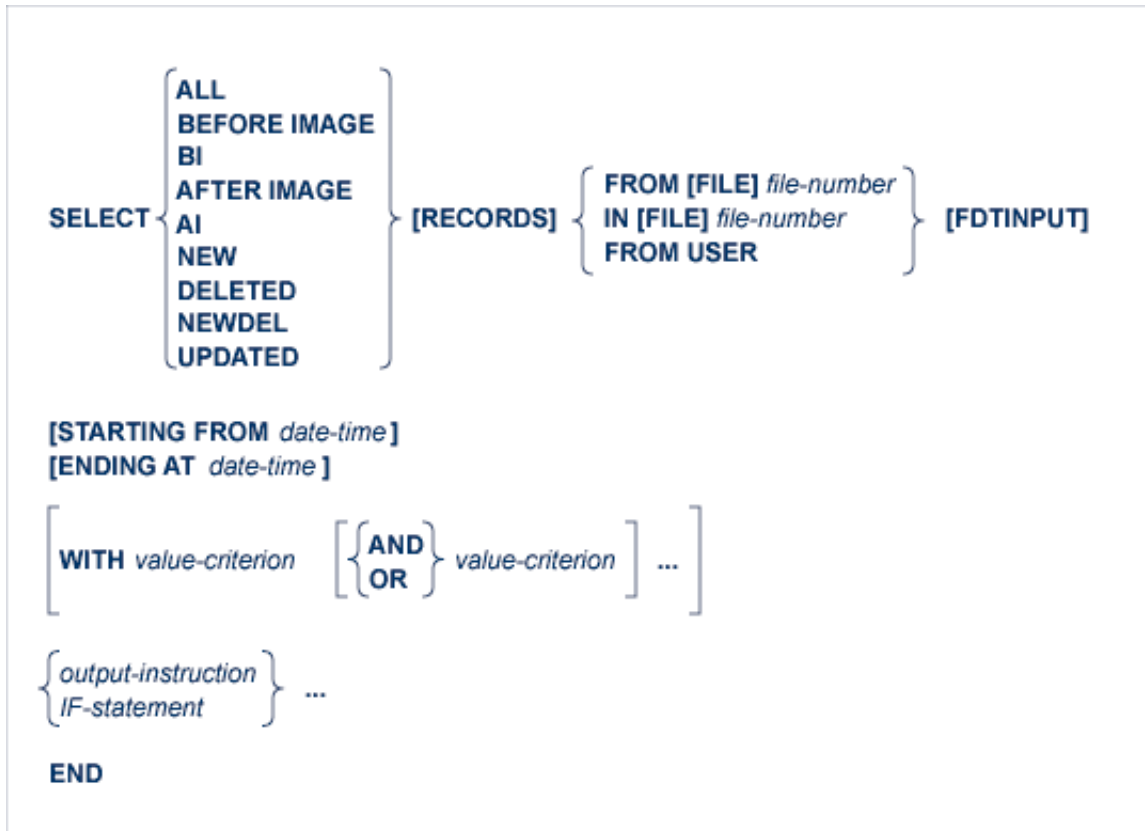 SELECT
ALL
BEFORE IMAGE
BI
AFTER IMAGE
AI
NEW
DELETED
NEWDEL
UPDATED
[RECORDS]
FROM [FILE] file-number
IN [FILE] file-number
FROM USER
[FDTINPUT]
[STARTING FROM date-time]
[ENDING AT date-time]
WITH value-criterion
AND
OR
value-criterion
...
output-instruction
IF-statement
...
END